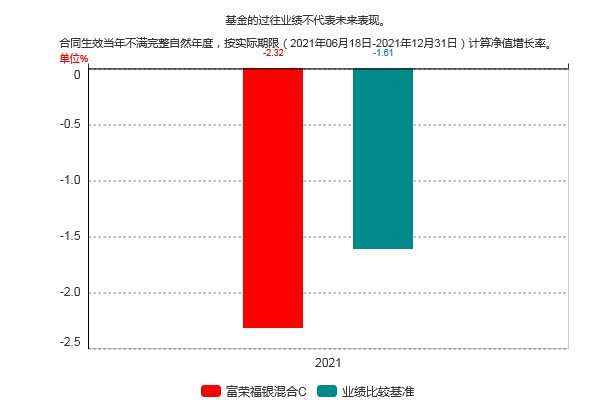 基金的过往业绩不代表未来表现。
合同生效当年不满完整自然年度，按实际期限（2021年06月18日-2021年12月31日）计算净值增长率。
单位%
-2.32 -1.61
0
-0.5
-1.0
-1.5
-2.0
-2.5
2021
富荣福银混合C 业绩比较基准